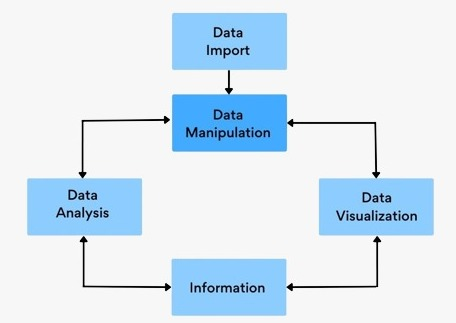 Data
Import
Data
Manipulation
Data
Analysis
Data
Visualization
Information